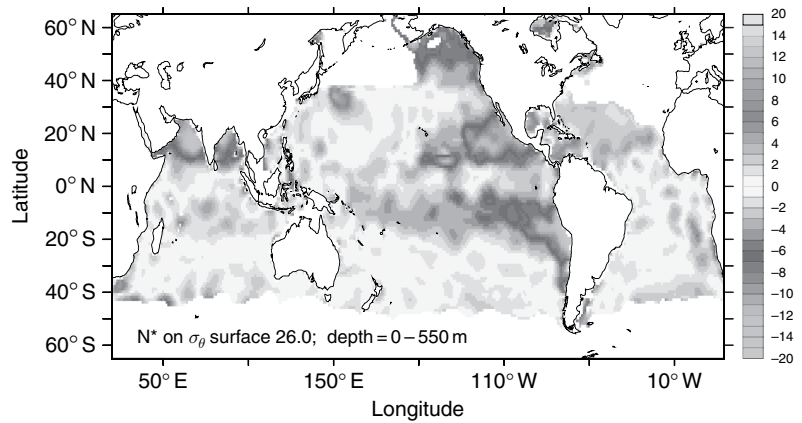 60° N
40° N
20° N
0° N
20° S
40° S
60° S
Latitude
N* on σθ surface 26.0; depth = 0 – 550 m
50° E
150° E
110° W
10° W
Longitude
20
16
14
12
10
8
6
4
2
0
−2
−4
−6
−8
−10
−12
−14
−16
−20